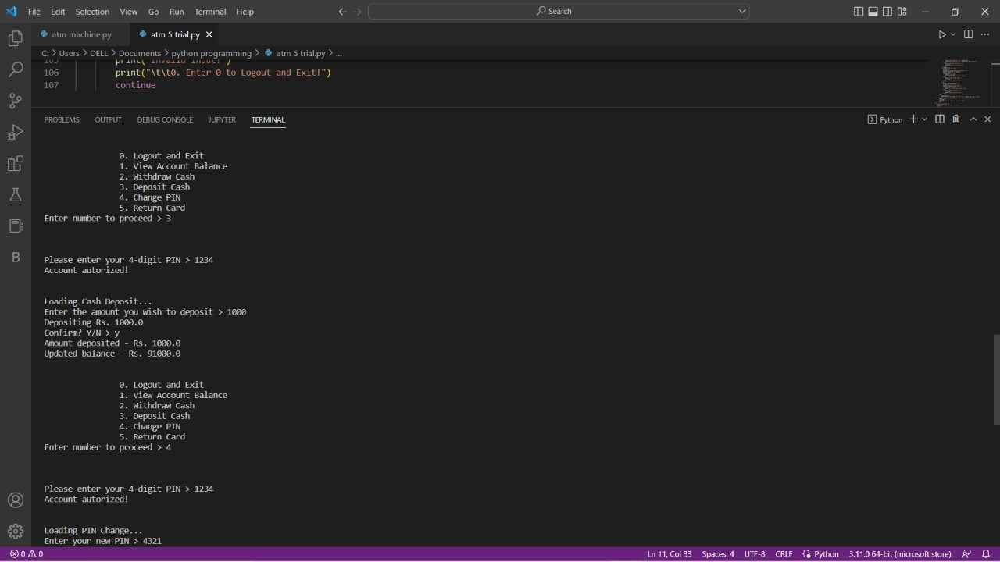 File Edit Selection View Go Run Terminal Help
Search
atm machine.py
atm 5 trial.py
C: > Users > DELL > Documents > python programming > atm 5 trial.py > ...
105 print("Invalid input!")
106 print("\t\t0. Enter 0 to Logout and Exit!")
107 continue
PROBLEMS OUTPUT DEBUG CONSOLE JUPYTER TERMINAL
Python
0. Logout and Exit
1. View Account Balance
2. Withdraw Cash
3. Deposit Cash
4. Change PIN
5. Return Card
Enter number to proceed > 3
Please enter your 4-digit PIN > 1234
Account autorized!
Loading Cash Deposit...
Enter the amount you wish to deposit > 1000
Depositing Rs. 1000.0
Confirm? Y/N > y
Amount deposited - Rs. 1000.0
Updated balance - Rs. 91000.0
0. Logout and Exit
1. View Account Balance
2. Withdraw Cash
3. Deposit Cash
4. Change PIN
5. Return Card
Enter number to proceed > 4
Please enter your 4-digit PIN > 1234
Account autorized!
Loading PIN Change...
Enter your new PIN > 4321
0 0 Ln 11, Col 33 Spaces: 4 UTF-8 CRLF Python 3.11.0 64-bit (microsoft store)